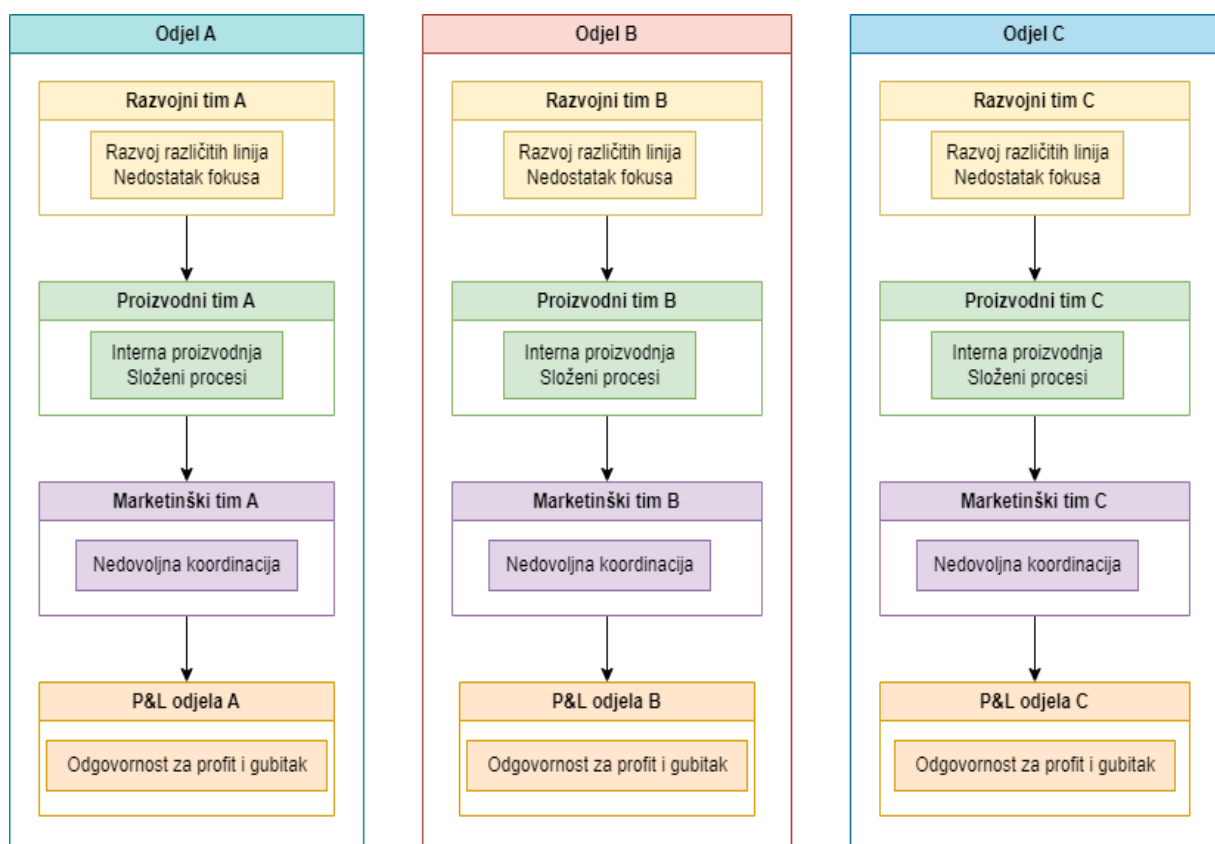 Odjel A
Razvojni tim A
Razvoj različitih linija
Nedostatak fokusa
Proizvodni tim A
Interna proizvodnja
Složeni procesi
Marketinški tim A
Nedovoljna koordinacija
P&L odjela A
Odgovornost za profit i gubitak
Odjel B
Razvojni tim B
Razvoj različitih linija
Nedostatak fokusa
Proizvodni tim B
Interna proizvodnja
Složeni procesi
Marketinški tim B
Nedovoljna koordinacija
P&L odjela B
Odgovornost za profit i gubitak
Odjel C
Razvojni tim C
Razvoj različitih linija
Nedostatak fokusa
Proizvodni tim C
Interna proizvodnja
Složeni procesi
Marketinški tim C
Nedovoljna koordinacija
P&L odjela C
Odgovornost za profit i gubitak